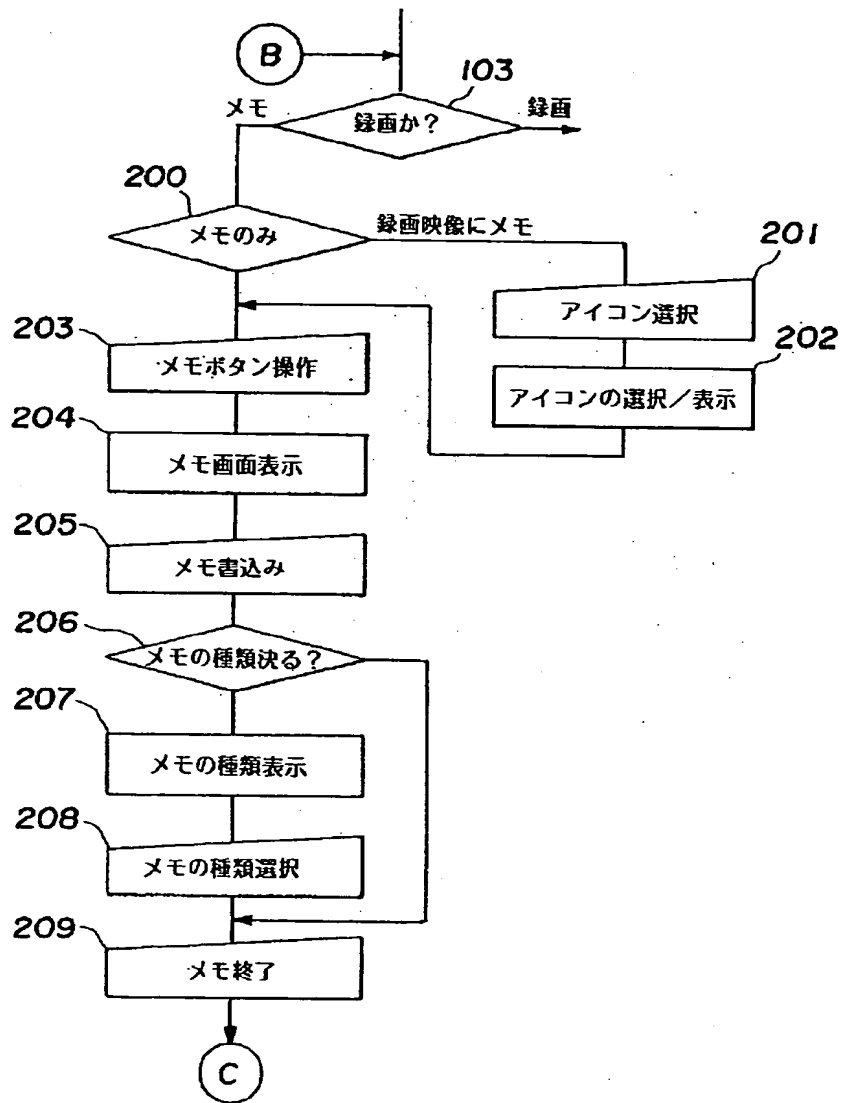 B
103
メモ
録画か？
録画
200
メモのみ
録画映像にメモ
201
アイコン選択
202
アイコンの選択／表示
203
メモボタン操作
204
メモ画面表示
205
メモ書込み
206
メモの種類決る？
207
メモの種類表示
208
メモの種類選択
209
メモ終了
C